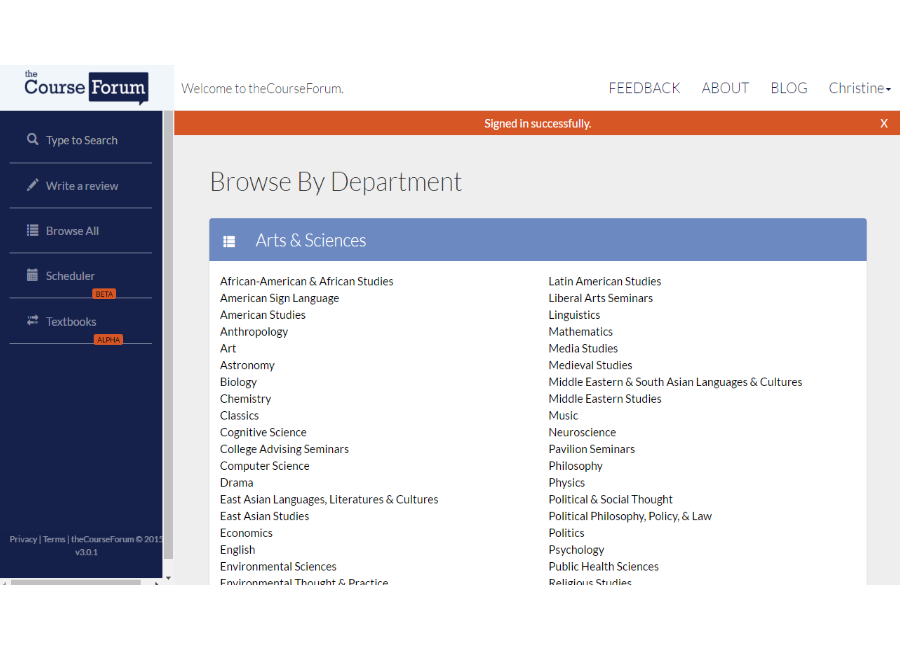 the
Course Forum
Welcome to theCourseForum.
FEEDBACK ABOUT BLOG Christine
Signed in successfully. X
Type to Search
Write a review
Browse All
Scheduler
BETA
Textbooks
ALPHA
Privacy | Terms | theCourseForum © 2015
v3.0.1
Browse By Department
Arts & Sciences
African-American & African Studies
American Sign Language
American Studies
Anthropology
Art
Astronomy
Biology
Chemistry
Classics
Cognitive Science
College Advising Seminars
Computer Science
Drama
East Asian Languages, Literatures & Cultures
East Asian Studies
Economics
English
Environmental Sciences
Environmental Thought & Practice
Latin American Studies
Liberal Arts Seminars
Linguistics
Mathematics
Media Studies
Medieval Studies
Middle Eastern & South Asian Languages & Cultures
Middle Eastern Studies
Music
Neuroscience
Pavilion Seminars
Philosophy
Physics
Political & Social Thought
Political Philosophy, Policy, & Law
Politics
Psychology
Public Health Sciences
Religious Studies